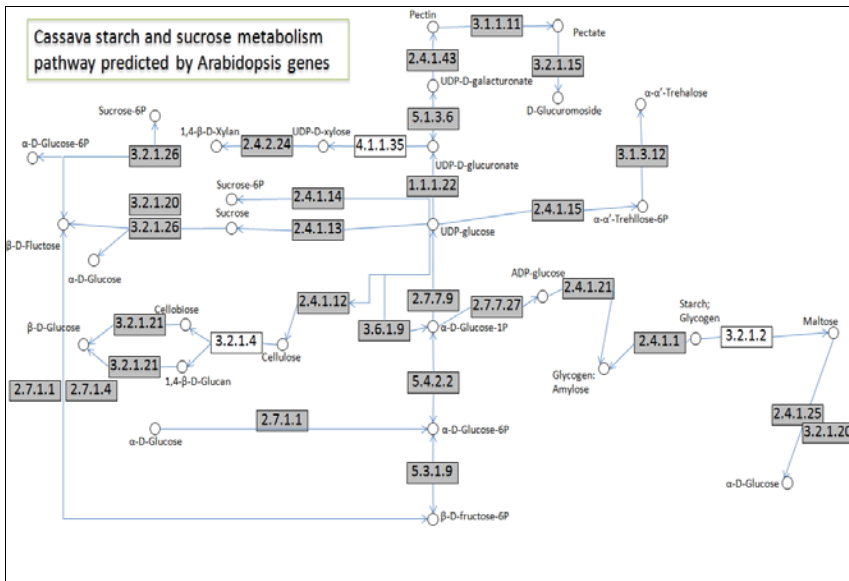 Cassava starch and sucrose metabolism
pathway predicted by Arabidopsis genes
Pectin
3.1.1.11
Pectate
2.4.1.43
3.2.1.15
UDP-D-galacturonate
D-Glucuromoside
α-α'-Trehalose
Sucrose-6P
5.1.3.6
1,4-β-D-Xylan
UDP-D-xylose
2.4.2.24
4.1.1.35
α-D-Glucose-6P
3.2.1.26
3.1.3.12
UDP-D-glucuronate
1.1.1.22
Sucrose-6P
2.4.1.14
3.2.1.20
Sucrose
2.4.1.15
α-α'-Trehllose-6P
3.2.1.26
2.4.1.13
UDP-glucose
β-D-Fluctose
α-D-Glucose
ADP-glucose
2.4.1.21
2.4.1.12
2.7.7.9
2.7.7.27
Starch;
Glycogen
Maltose
Cellobiose
β-D-Glucose
3.2.1.21
3.6.1.9
α-D-Glucose-1P
3.2.1.4
2.4.1.1
3.2.1.2
Cellulose
3.2.1.21
1,4-β-D-Glucan
Glycogen:
Amylose
5.4.2.2
2.7.1.1
2.7.1.4
2.4.1.25
3.2.1.20
2.7.1.1
α-D-Glucose
α-D-Glucose-6P
5.3.1.9
α-D-Glucose
β-D-fructose-6P